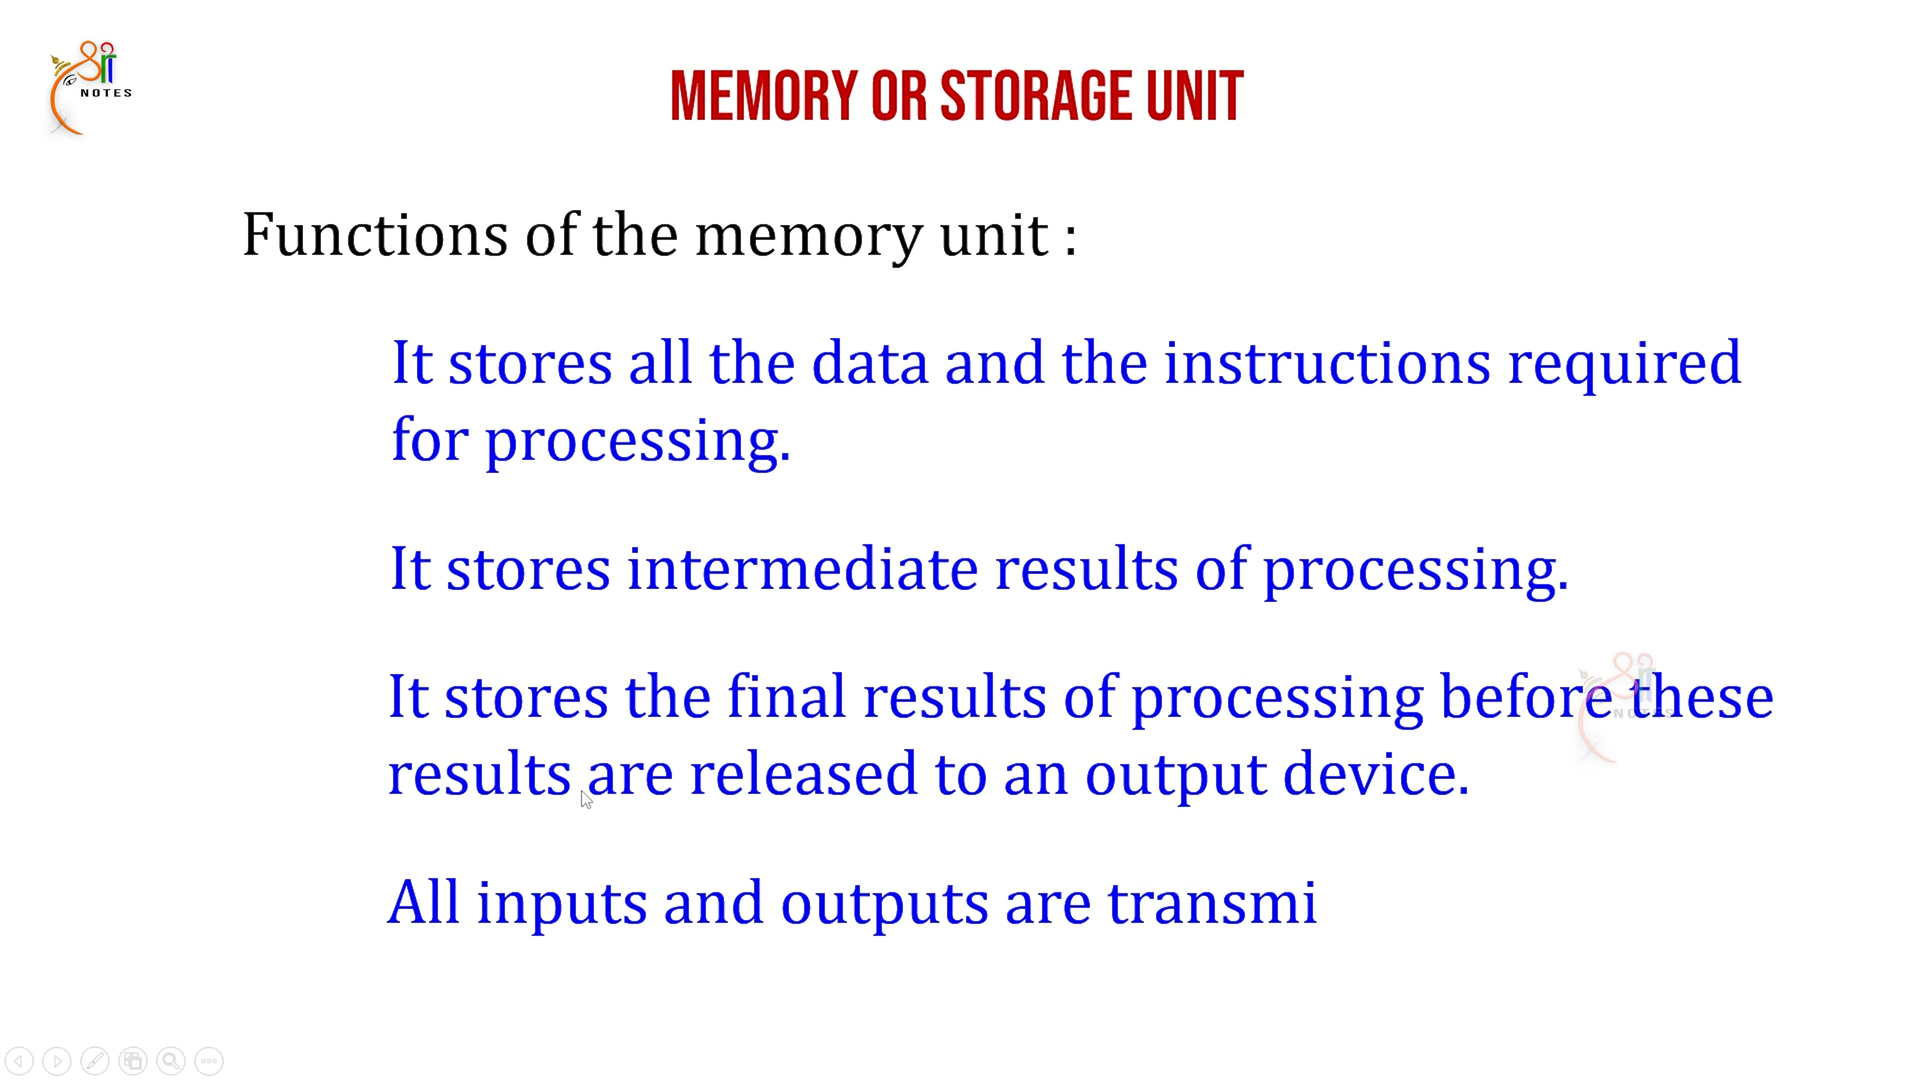 श्री
NOTES
MEMORY OR STORAGE UNIT
Functions of the memory unit :
It stores all the data and the instructions required
for processing.
It stores intermediate results of processing.
It stores the final results of processing before these
results are released to an output device.
All inputs and outputs are transmi
NOTES